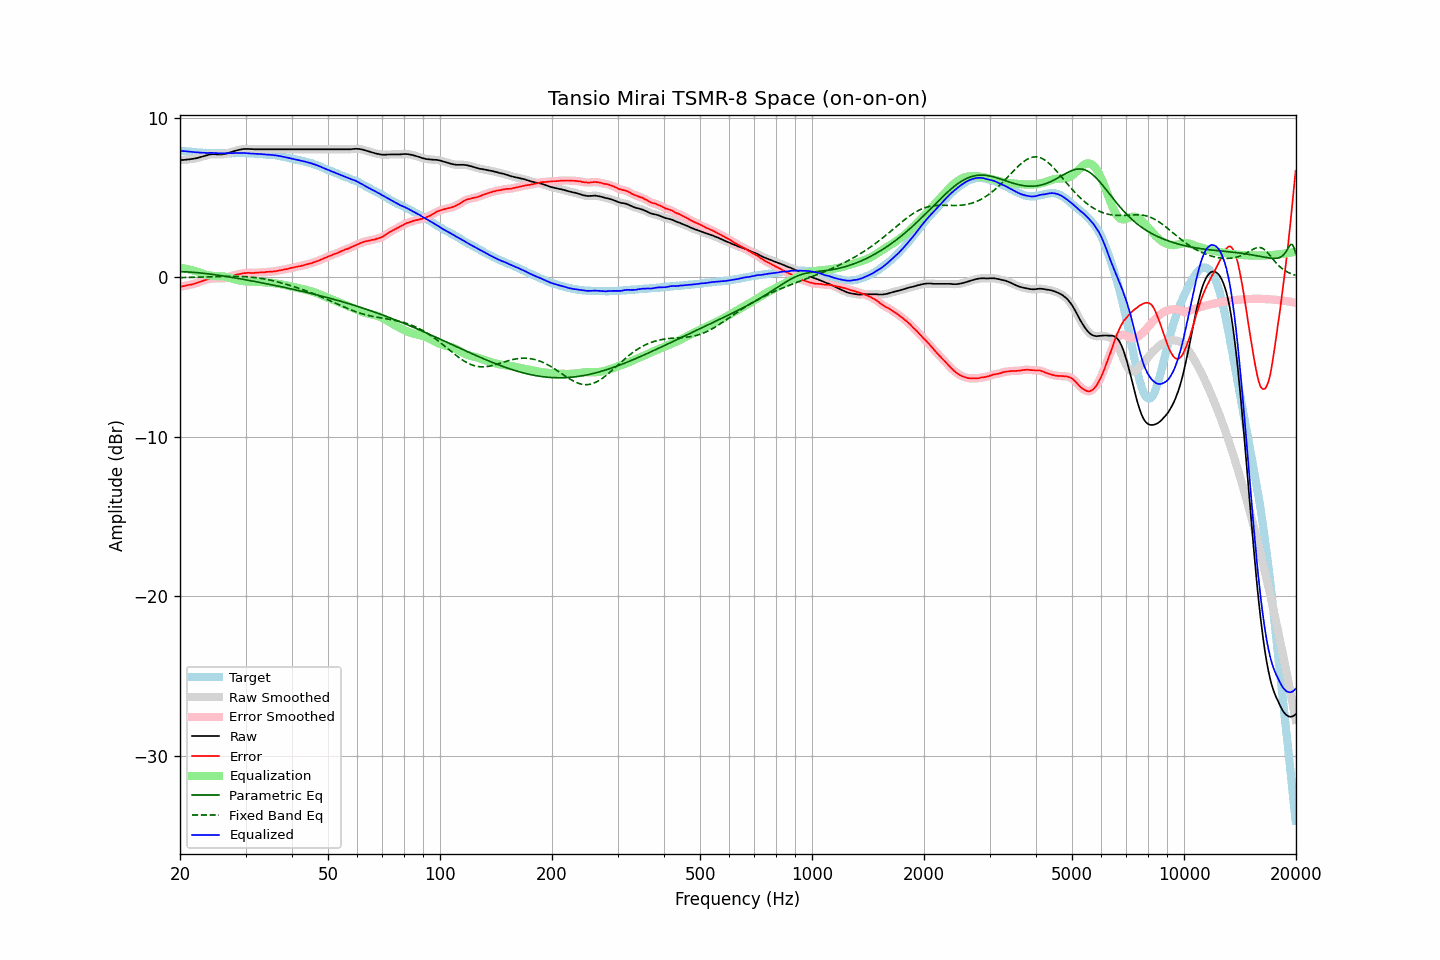 Tansio Mirai TSMR-8 Space (on-on-on)
10
0
−10
−20
−30
Amplitude (dBr)
Target
Raw Smoothed
Error Smoothed
Raw
Error
Equalization
Parametric Eq
Fixed Band Eq
Equalized
20 50 100 200 500 1000 2000 5000 10000 20000
Frequency (Hz)